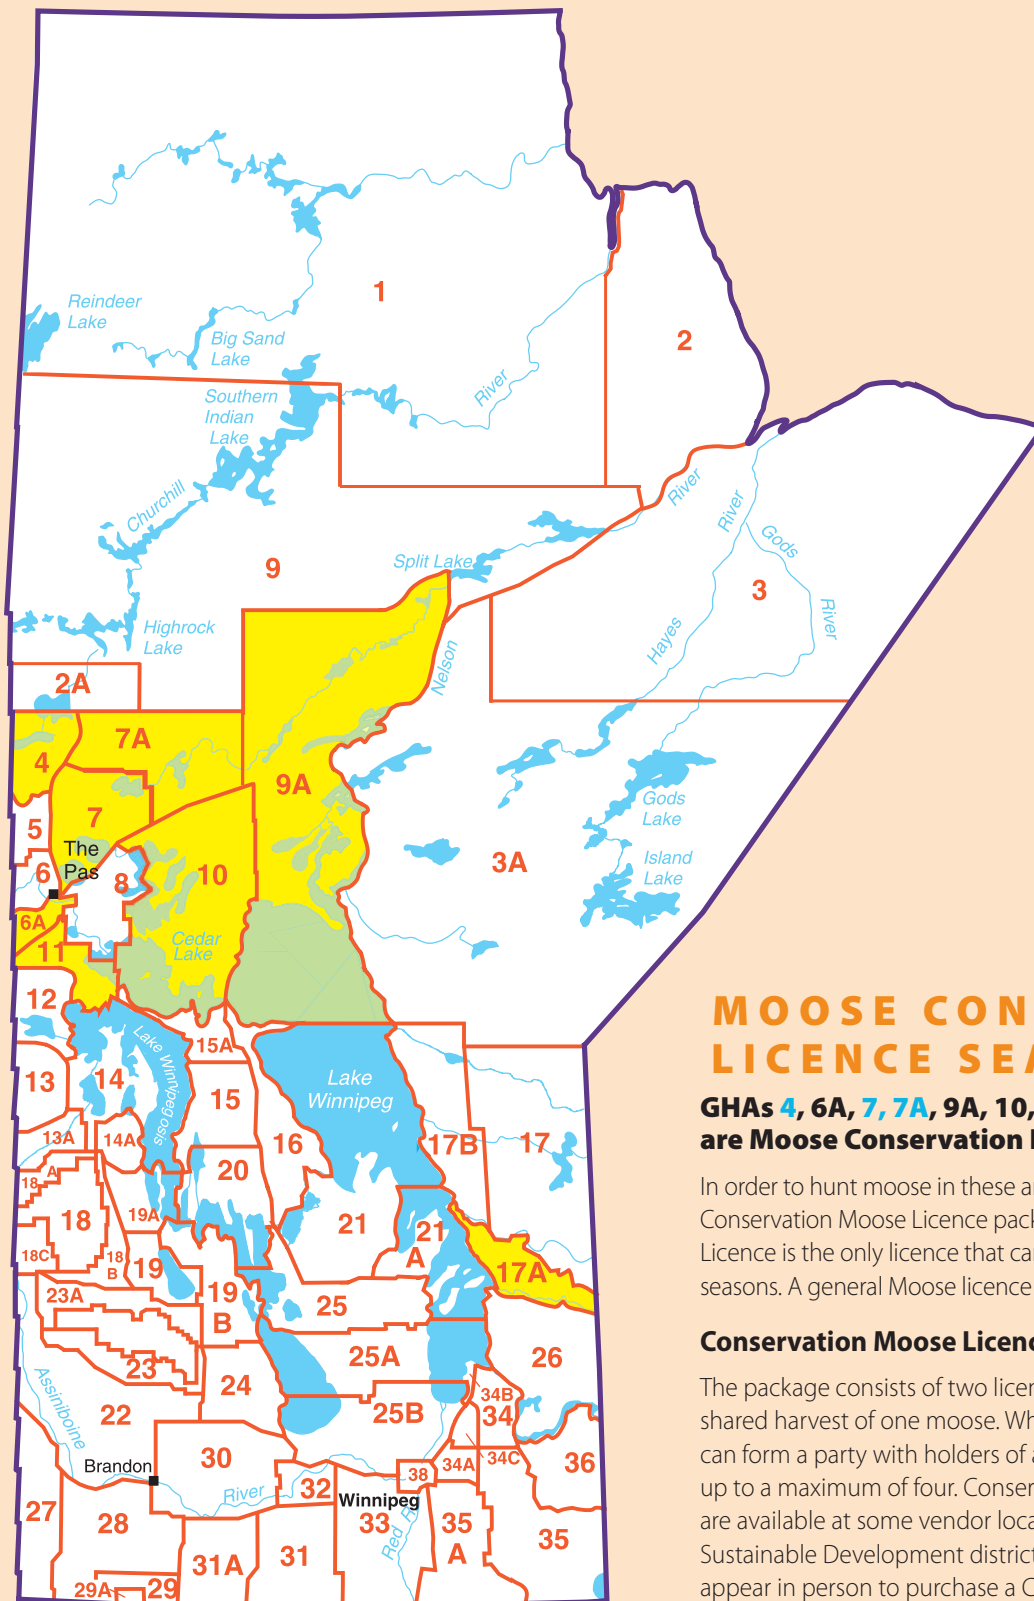 1
2
Reindeer
Lake
Big Sand
Lake
Southern
Indian
Lake
River
Churchill
River
River
Gods
Split Lake
9
3
River
Highrock
Lake
Hayes
Nelson
2A
7A
4
9A
7
5
The
Pas
Gods
Lake
Island
Lake
3A
6
8
10
6A
Cedar
Lake
11
12
MOOSE CON
LICENCE SEA
15A
Lake Winnipegosis
Lake
Winnipeg
13
14
15
GHAs 4, 6A, 7, 7A, 9A, 10,
are Moose Conservation
13A
14A
16
17B
17
18
A
20
In order to hunt moose in these a
Conservation Moose Licence pack
Licence is the only licence that ca
seasons. A general Moose licence
18
19A
21
21
A
18C
18
B
19
17A
23A
19
B
25
Conservation Moose Licenc
23
24
25A
26
The package consists of two licen
shared harvest of one moose. Wh
can form a party with holders of a
up to a maximum of four. Conser
are available at some vendor loca
Sustainable Development district
appear in person to purchase a C
Assiniboine
22
25B
34B
34
30
34A
34C
36
Brandon
38
River
32
Winnipeg
27
28
33
Red
35
A
35
31A
31
29A
29